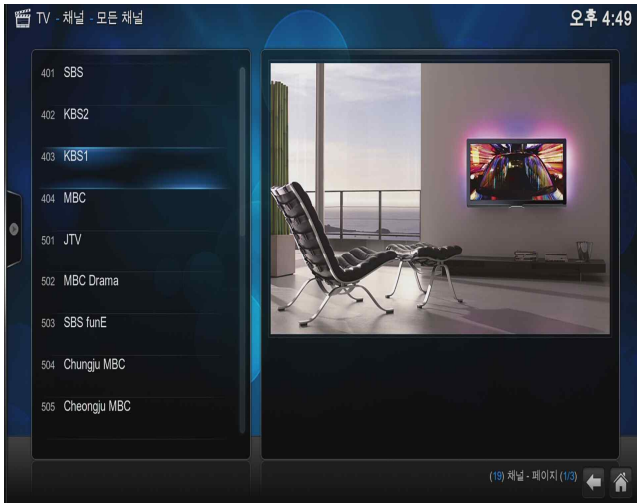 TV - 채널 - 모든 채널
오후 4:49
401 SBS
402 KBS2
403 KBS1
404 MBC
501 JTV
502 MBC Drama
503 SBS funE
504 Chungju MBC
505 Cheongju MBC
(19) 채널 - 페이지 (1/3)